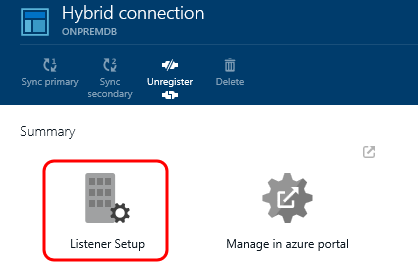 Hybrid connection
ONPREMDB
Sync primary
Sync secondary
Unregister
Delete
Summary
Listener Setup
Manage in azure portal